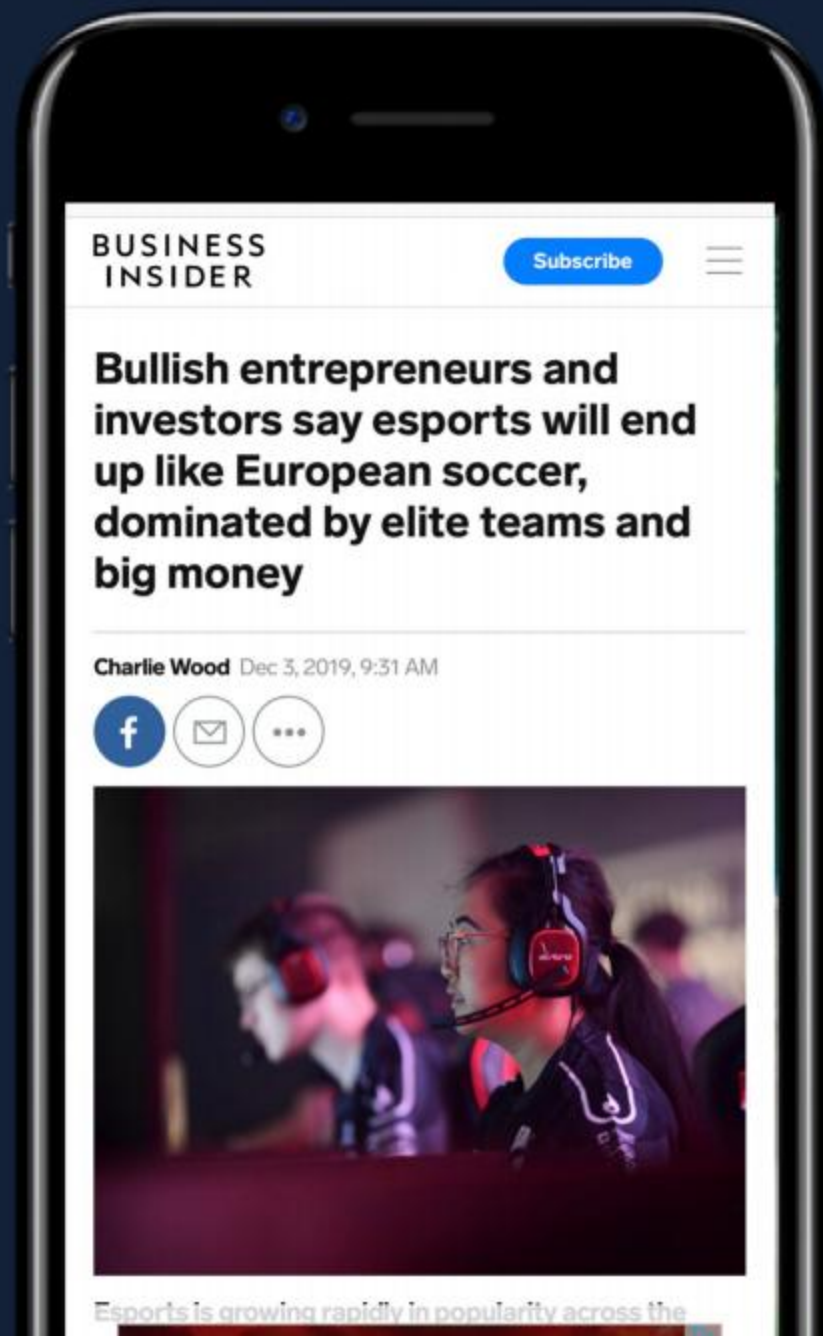 BUSINESS
INSIDER
Subscribe
Bullish entrepreneurs and
investors say esports will end
up like European soccer,
dominated by elite teams and
big money
Charlie Wood Dec 3, 2019, 9:31 AM
f
Esports is growing rapidly in popularity across the